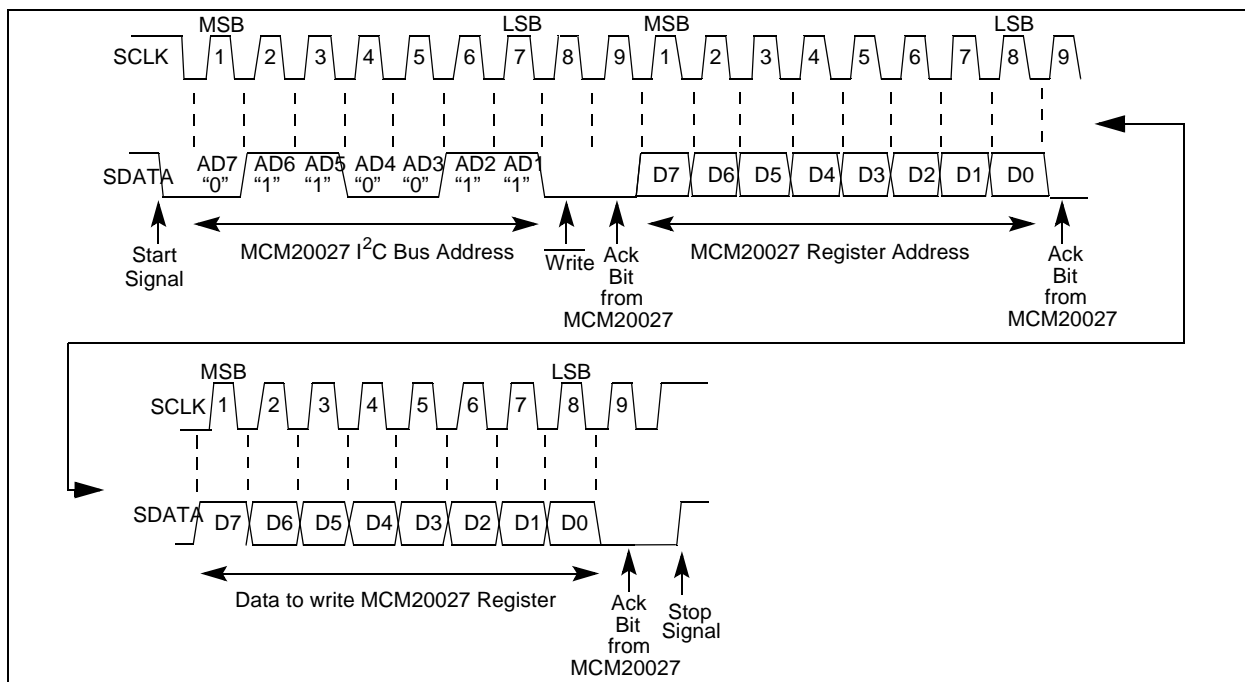 MSB LSB MSB LSB
SCLK 1 2 3 4 5 6 7 8 9 1 2 3 4 5 6 7 8 9
AD7 AD6 AD5 AD4 AD3 AD2 AD1
SDATA “0” “1” “1” “0” “0” “1” “1” D7 D6 D5 D4 D3 D2 D1 D0
Start
Signal
MCM20027 I²C Bus Address
Write
Ack
Bit
from
MCM20027
MCM20027 Register Address
Ack
Bit
from
MCM20027
MSB LSB
SCLK 1 2 3 4 5 6 7 8 9
SDATA D7 D6 D5 D4 D3 D2 D1 D0
Data to write MCM20027 Register
Ack
Bit
from
MCM20027
Stop
Signal